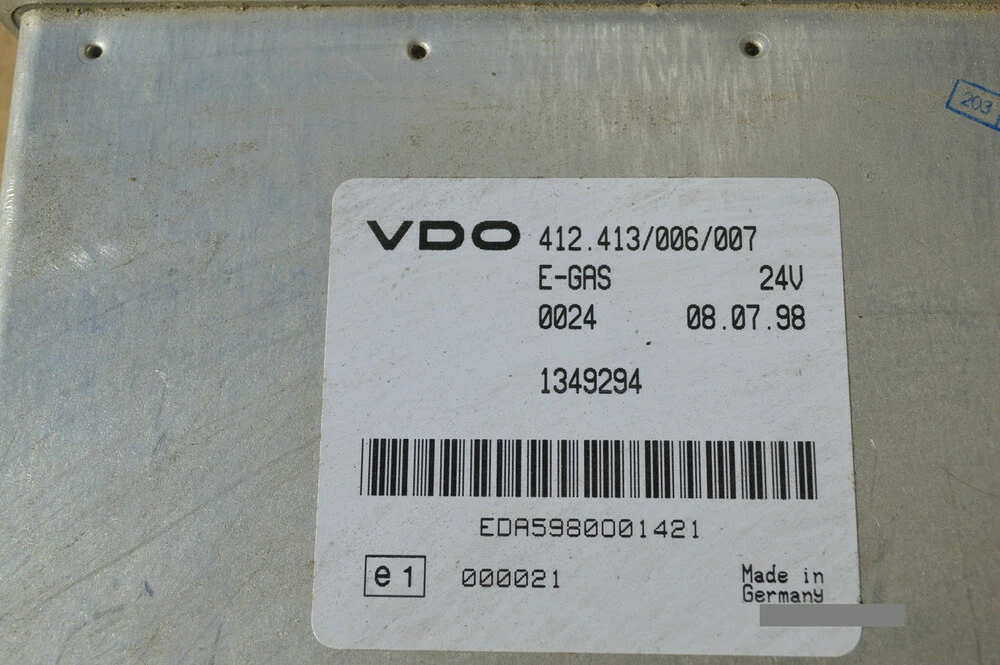 203
VDO 412.413/006/007
E-GAS 24V
0024 08.07.98
1349294
EDA5980001421
e1 000021
Made in
Germany